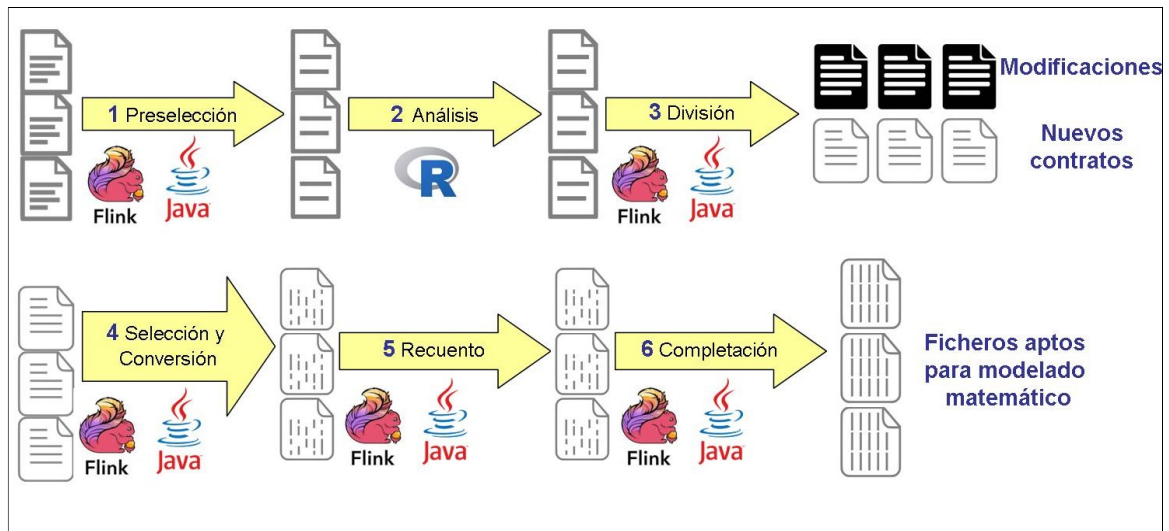 1 Preselección
2 Análisis
3 División
Modificaciones
Nuevos
contratos
Flink
Java
R
Flink
Java
4 Selección y
Conversión
5 Recuento
6 Completación
Ficheros aptos
para modelado
matemático
Flink
Java
Flink
Java
Flink
Java